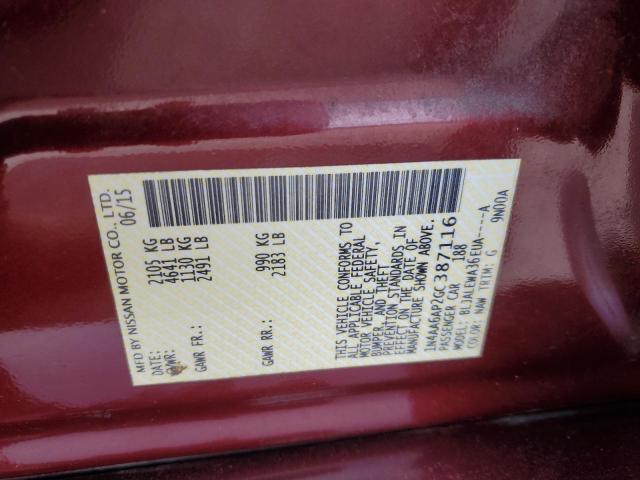 MFD BY NISSAN MOTOR CO., LTD.
DATE: 06/15
GVWR: 2105 KG
4641 LB
GAWR FR.: 1130 KG
2491 LB
GAWR RR.: 990 KG
2183 LB
THIS VEHICLE CONFORMS TO
ALL APPLICABLE FEDERAL
MOTOR VEHICLE SAFETY,
BUMPER, AND THEFT
PREVENTION STANDARDS IN
EFFECT ON THE DATE OF
MANUFACTURE SHOWN ABOVE.
1N4AA6AP2GC387116
PASSENGER CAR 188
MODEL: BLJALEWA36EUA----A
COLOR: NAW TRIM: G 9N00A